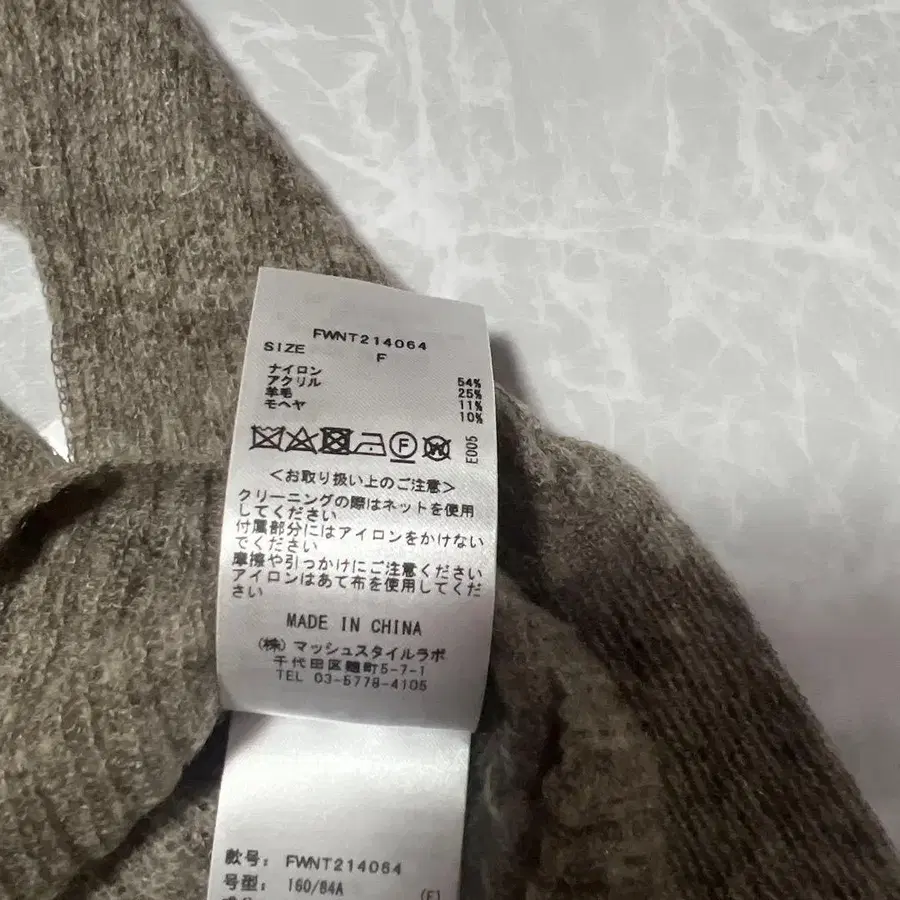 FWNT214064
SIZE F
ナイロン 54%
アクリル 25%
羊毛 11%
モヘヤ 10%
F W E005
<お取り扱い上のご注意>
クリーニングの際はネットを使用
してください
付属部分にはアイロンをかけない
でください
摩擦や引っかけにご注意ください
アイロンはあて布を使用してくだ
さい
MADE IN CHINA
(株)マッシュスタイルラボ
千代田区麹町5-7-1
TEL 03-5778-4105
款号: FWNT214064
号型: 160/84A
(F)